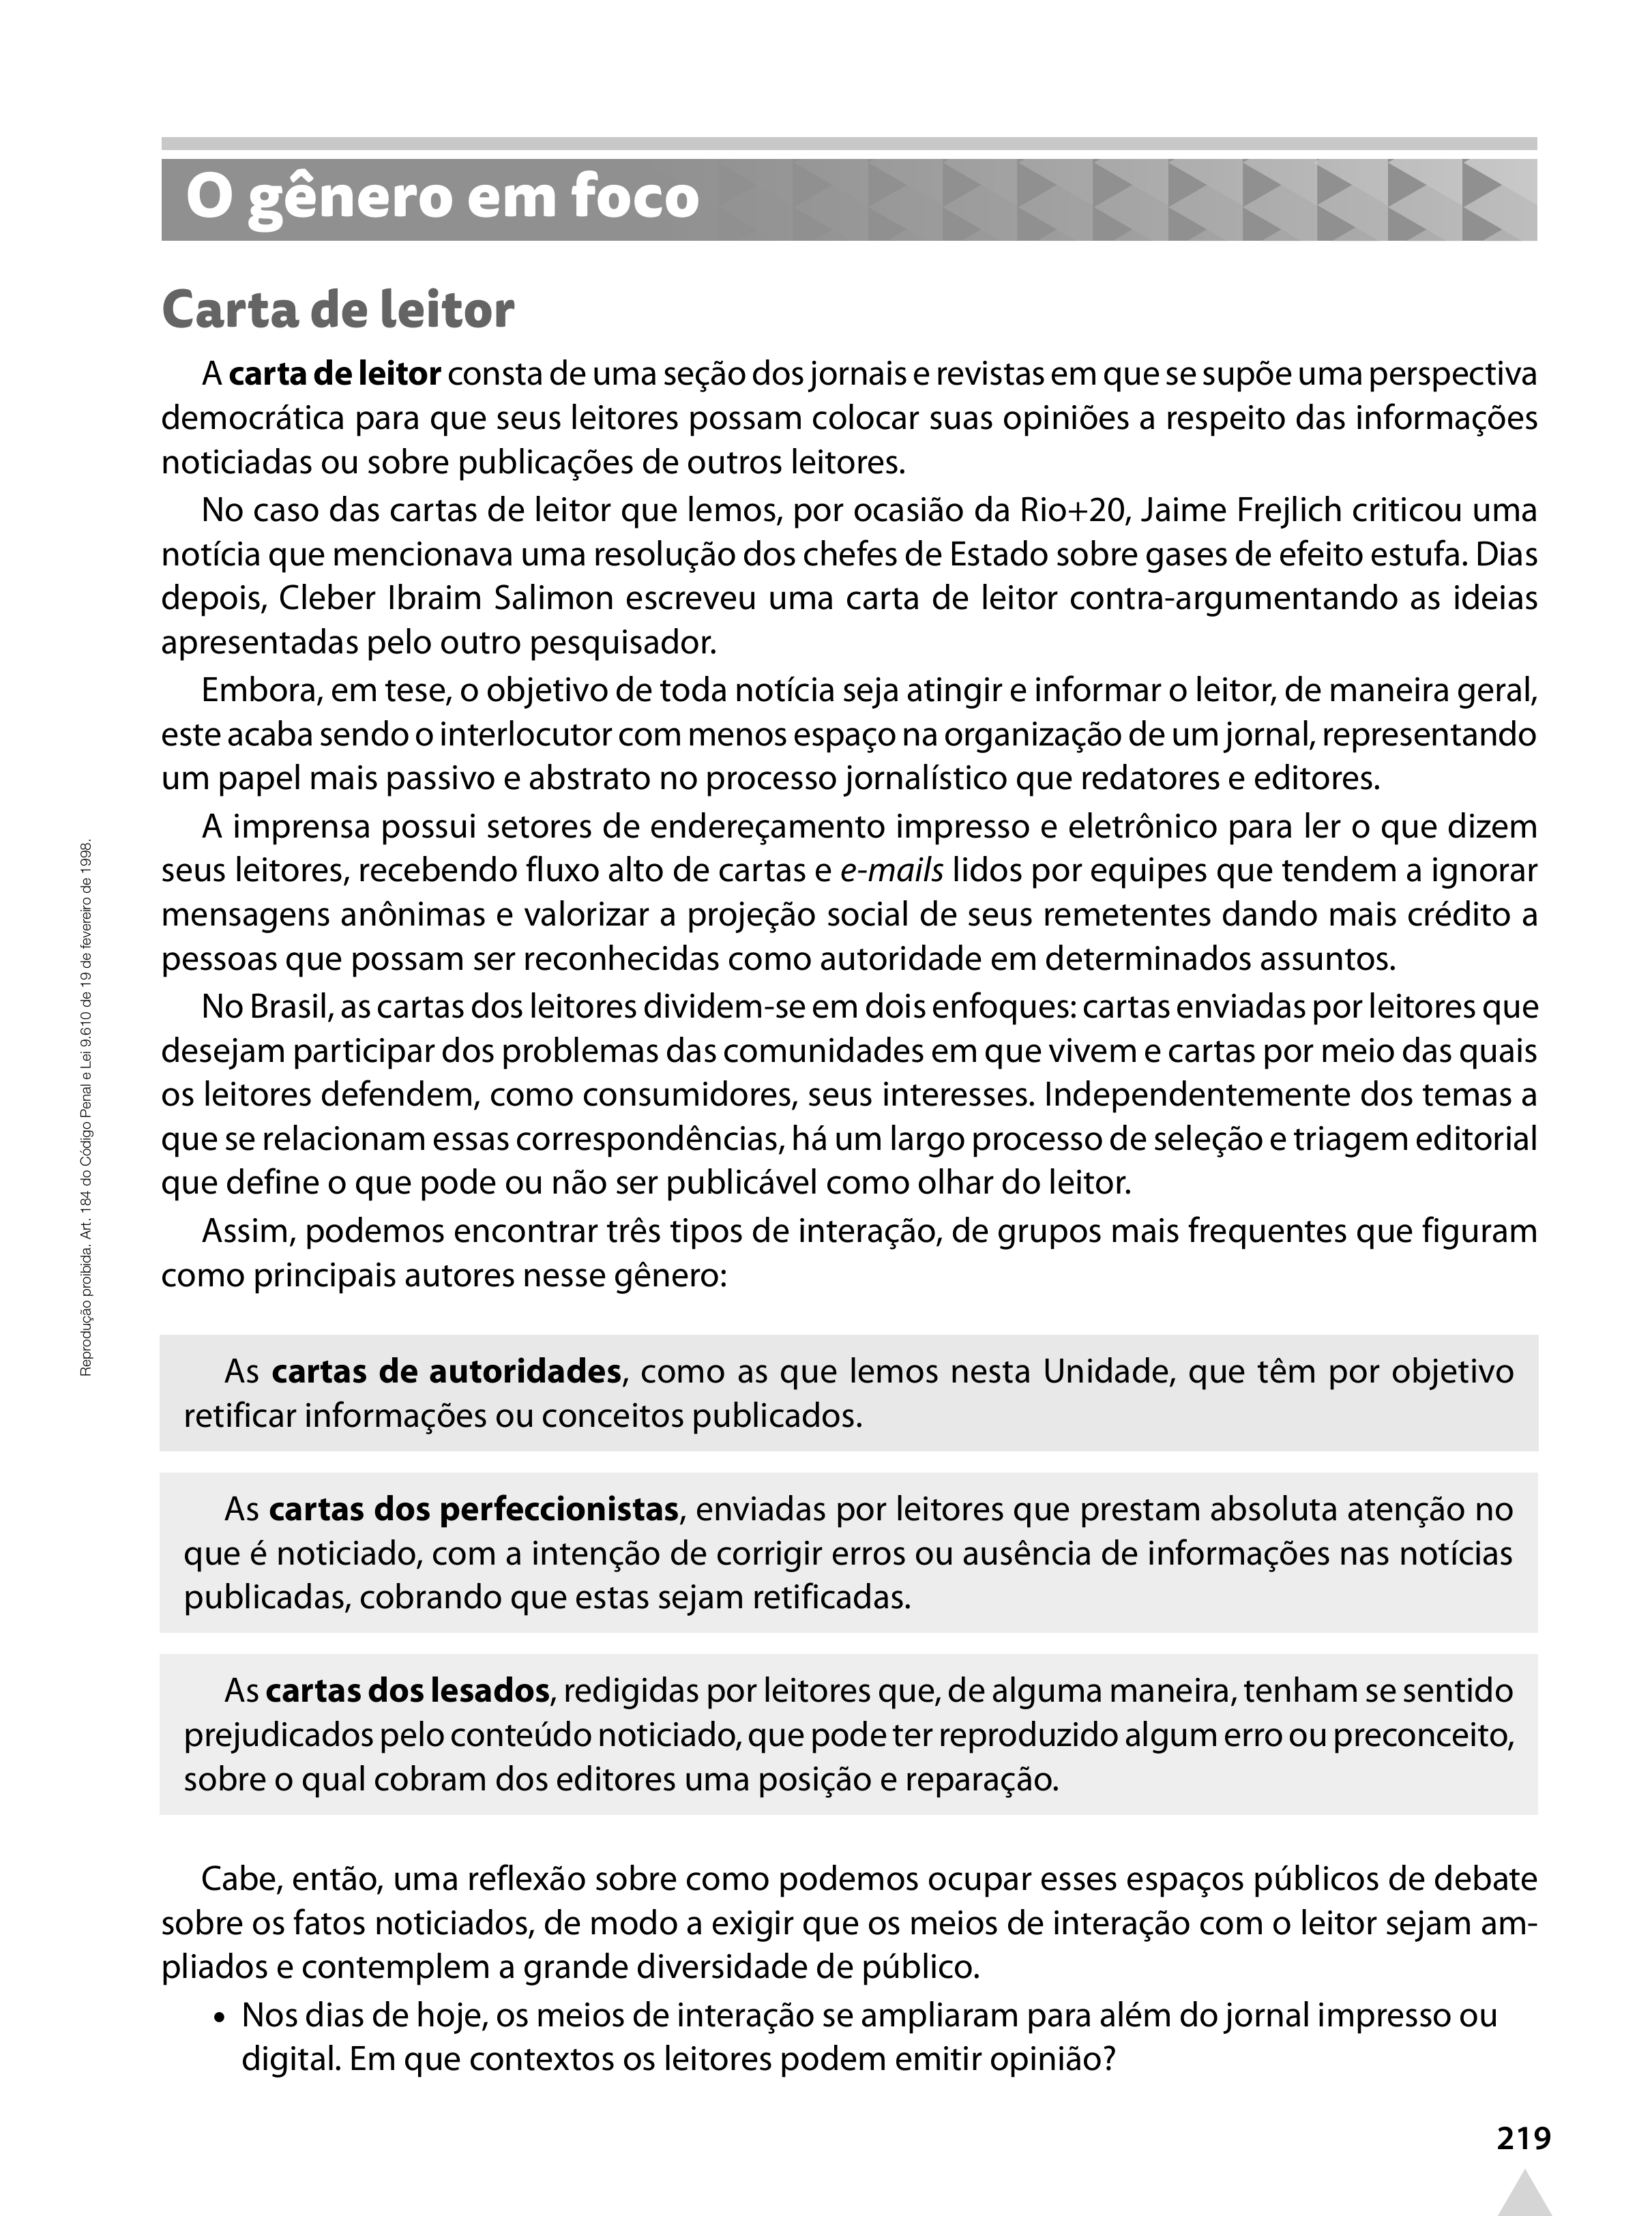 O gênero em foco
Carta de leitor
A carta de leitor consta de uma seção dos jornais e revistas em que se supõe uma perspectiva
democrática para que seus leitores possam colocar suas opiniões a respeito das informações
noticiadas ou sobre publicações de outros leitores.
No caso das cartas de leitor que lemos, por ocasião da Rio+20, Jaime Frejlich criticou uma
notícia que mencionava uma resolução dos chefes de Estado sobre gases de efeito estufa. Dias
depois, Cleber Ibraim Salimon escreveu uma carta de leitor contra-argumentando as ideias
apresentadas pelo outro pesquisador.
Embora, em tese, o objetivo de toda notícia seja atingir e informar o leitor, de maneira geral,
este acaba sendo o interlocutor com menos espaço na organização de um jornal, representando
um papel mais passivo e abstrato no processo jornalístico que redatores e editores.
A imprensa possui setores de endereçamento impresso e eletrônico para ler o que dizem
seus leitores, recebendo fluxo alto de cartas e e-mails lidos por equipes que tendem a ignorar
mensagens anônimas e valorizar a projeção social de seus remetentes dando mais crédito a
pessoas que possam ser reconhecidas como autoridade em determinados assuntos.
No Brasil, as cartas dos leitores dividem-se em dois enfoques: cartas enviadas por leitores que
desejam participar dos problemas das comunidades em que vivem e cartas por meio das quais
os leitores defendem, como consumidores, seus interesses. Independentemente dos temas a
que se relacionam essas correspondências, há um largo processo de seleção e triagem editorial
que define o que pode ou não ser publicável como olhar do leitor.
Assim, podemos encontrar três tipos de interação, de grupos mais frequentes que figuram
como principais autores nesse gênero:
As cartas de autoridades, como as que lemos nesta Unidade, que têm por objetivo
retificar informações ou conceitos publicados.
As cartas dos perfeccionistas, enviadas por leitores que prestam absoluta atenção no
que é noticiado, com a intenção de corrigir erros ou ausência de informações nas notícias
publicadas, cobrando que estas sejam retificadas.
As cartas dos lesados, redigidas por leitores que, de alguma maneira, tenham se sentido
prejudicados pelo conteúdo noticiado, que pode ter reproduzido algum erro ou preconceito,
sobre o qual cobram dos editores uma posição e reparação.
Cabe, então, uma reflexão sobre como podemos ocupar esses espaços públicos de debate
sobre os fatos noticiados, de modo a exigir que os meios de interação com o leitor sejam am-
pliados e contemplem a grande diversidade de público.
• Nos dias de hoje, os meios de interação se ampliaram para além do jornal impresso ou
digital. Em que contextos os leitores podem emitir opinião?
Reprodução proibida. Art. 184 do Código Penal e Lei 9.610 de 19 de fevereiro de 1998.
219